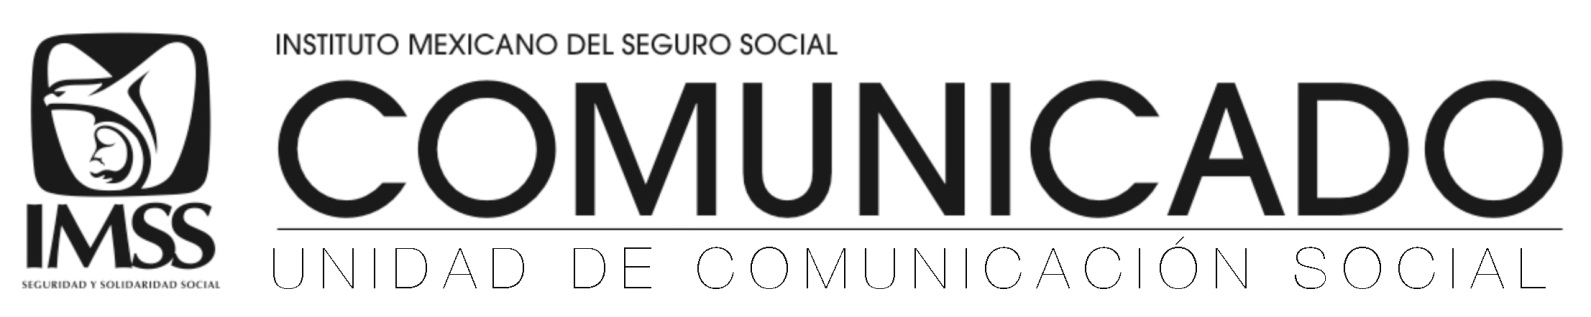 IMSS
SEGURIDAD Y SOLIDARIDAD SOCIAL
INSTITUTO MEXICANO DEL SEGURO SOCIAL
COMUNICADO
UNIDAD DE COMUNICACIÓN SOCIAL